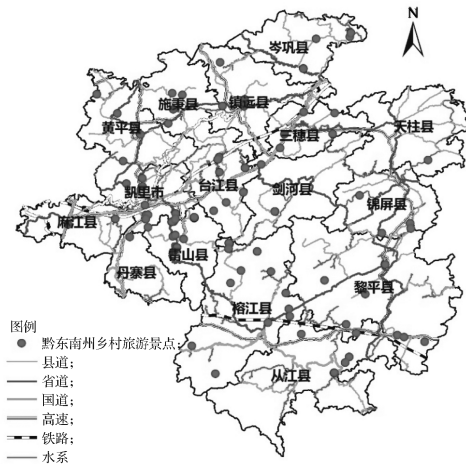 N
岑巩县
施秉县
镇远县
黄平县
三穗县
天柱县
凯里市
台江县
剑河县
锦屏县
麻江县
雷山县
丹寨县
黎平县
榕江县
从江县
图例
黔东南州乡村旅游景点;
县道;
省道;
国道;
高速;
铁路;
水系